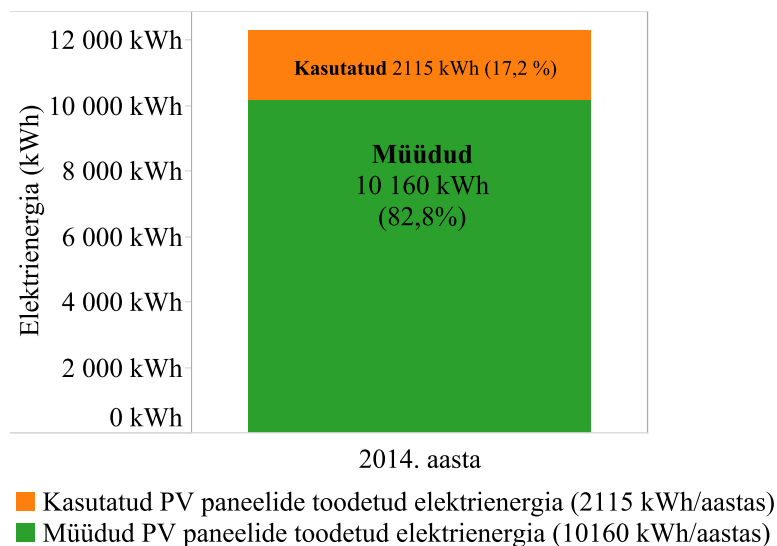 12 000 kWh
Kasutatud 2115 kWh (17,2 %)
10 000 kWh
Elektrienergia (kWh)
Müüdud
10 160 kWh
(82,8%)
8 000 kWh
6 000 kWh
4 000 kWh
2 000 kWh
0 kWh
2014. aasta
Kasutatud PV paneelide toodetud elektrienergia (2115 kWh/aastas)
Müüdud PV paneelide toodetud elektrienergia (10160 kWh/aastas)